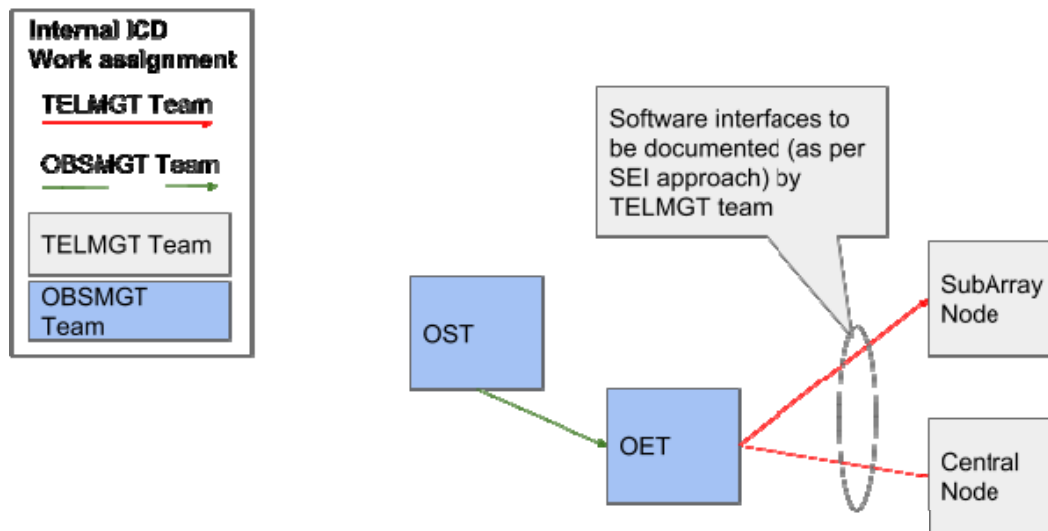 Internal ICD
Work assignment
TELMGT Team
OBSMGT Team
TELMGT Team
OBSMGT
Team
Software interfaces to
be documented (as per
SEI approach) by
TELMGT team
OST
OET
SubArray
Node
Central
Node